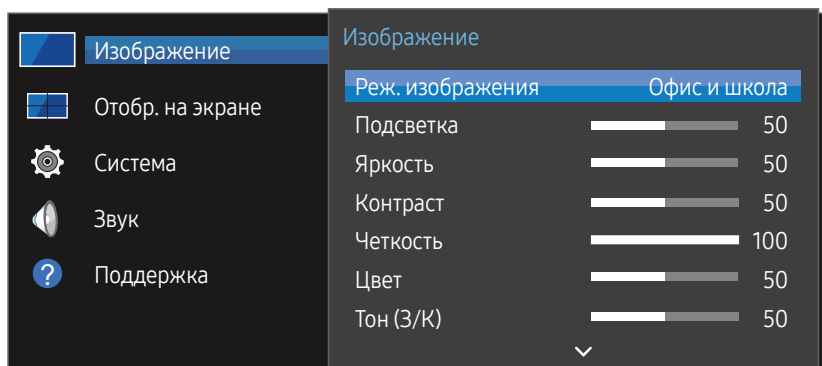 Изображение
Отобр. на экране
Система
Звук
? Поддержка
Изображение
Реж. изображения Офис и школа
Подсветка 50
Яркость 50
Контраст 50
Четкость 100
Цвет 50
Тон (З/К) 50